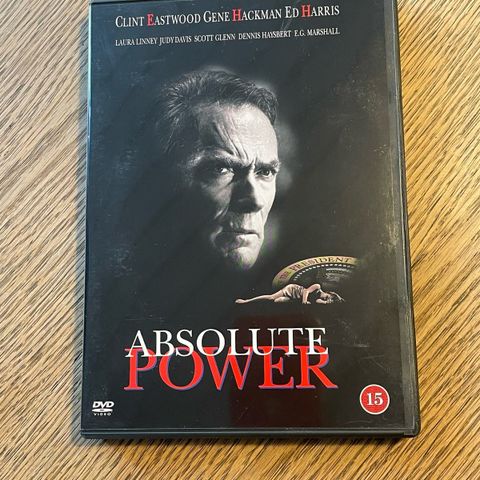 CLINT EASTWOOD GENE HACKMAN ED HARRIS
LAURA LINNEY JUDY DAVIS SCOTT GLENN DENNIS HAYSBERT E.G. MARSHALL
PRESIDENT
ABSOLUTE
POWER
DVD
VIDEO
15